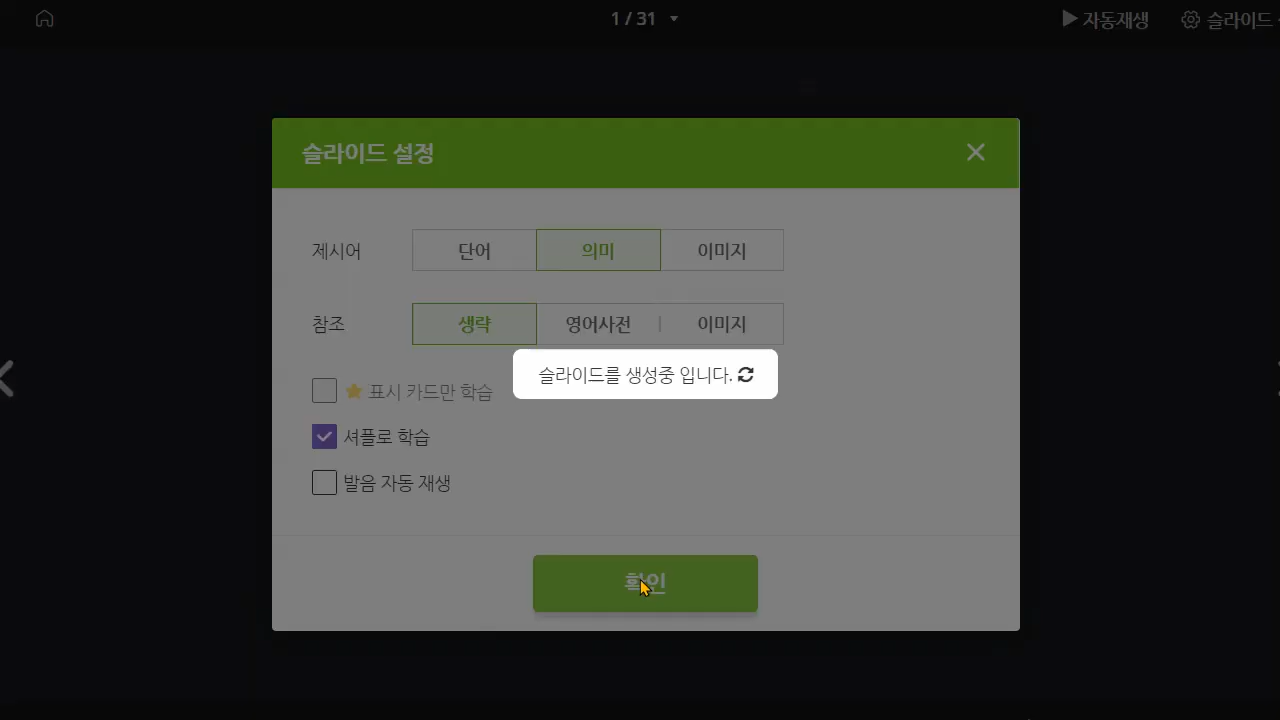 1 / 31
자동재생
슬라이드
슬라이드 설정
제시어
단어
의미
이미지
참조
생략
영어사전
이미지
슬라이드를 생성중 입니다.
표시 카드만 학습
셔플로 학습
발음 자동 재생
확인